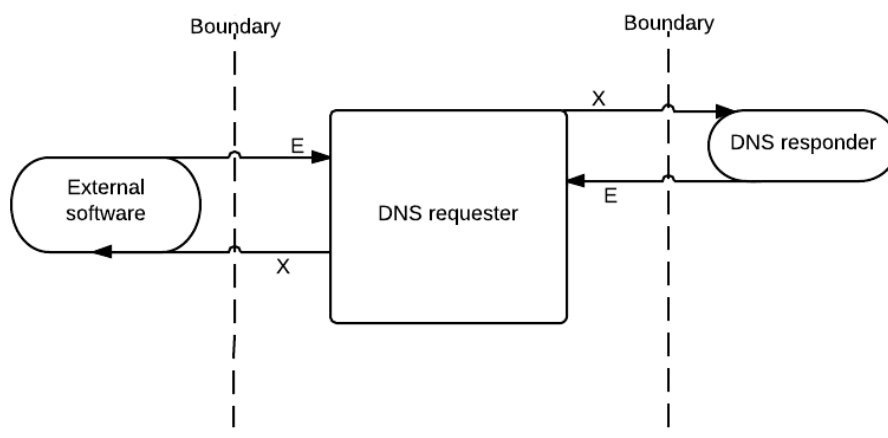 Boundary
Boundary
X
DNS responder
E
E
External
software
DNS requester
X